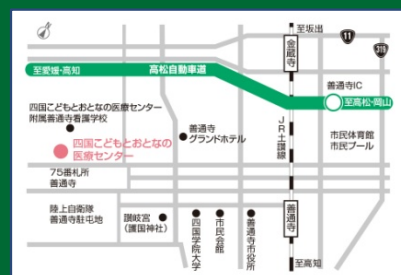 至坂出
11
319
金蔵寺
至愛媛・高知
高松自動車道
善通寺IC
至高松・岡山
四国こどもとおとなの医療センター
附属善通寺看護学校
善通寺
グランドホテル
JR土讃線
市民体育館
市民プール
四国こどもとおとなの
医療センター
75番札所
善通寺
陸上自衛隊
善通寺駐屯地
讃岐宮
(護国神社)
四国学院大学
市民会館
善通寺市役所
善通寺
至高知